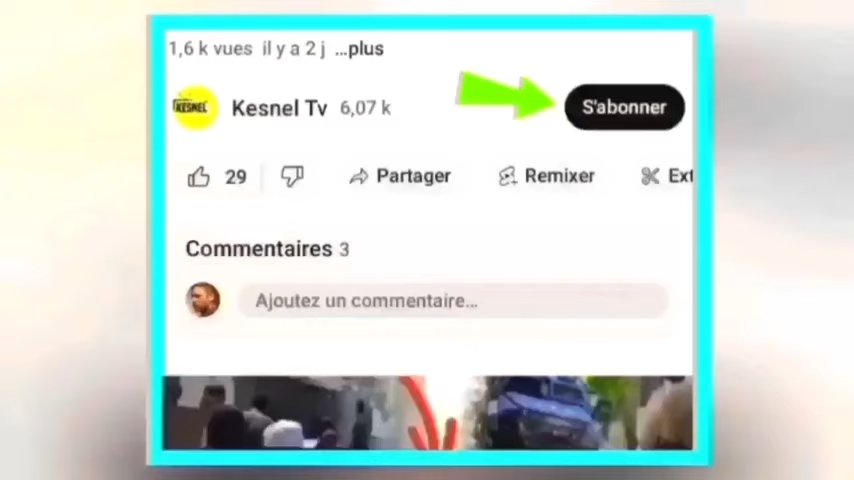 1,6 k vues il y a 2 j ...plus
KESNEL
Kesnel Tv 6,07 k
S'abonner
29
Partager
Remixer
Ext
Commentaires 3
Ajoutez un commentaire...